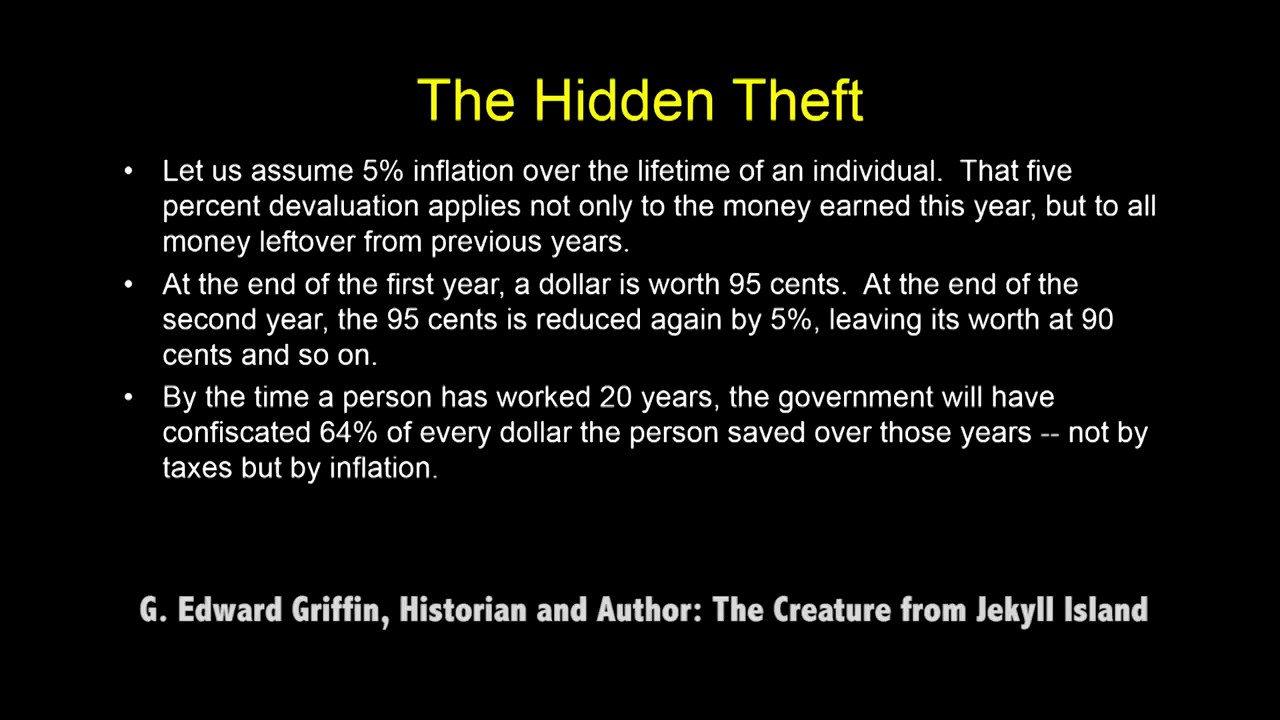 The Hidden Theft
• Let us assume 5% inflation over the lifetime of an individual.  That five
percent devaluation applies not only to the money earned this year, but to all
money leftover from previous years.
• At the end of the first year, a dollar is worth 95 cents.  At the end of the
second year, the 95 cents is reduced again by 5%, leaving its worth at 90
cents and so on.
• By the time a person has worked 20 years, the government will have
confiscated 64% of every dollar the person saved over those years -- not by
taxes but by inflation.
G. Edward Griffin, Historian and Author: The Creature from Jekyll Island